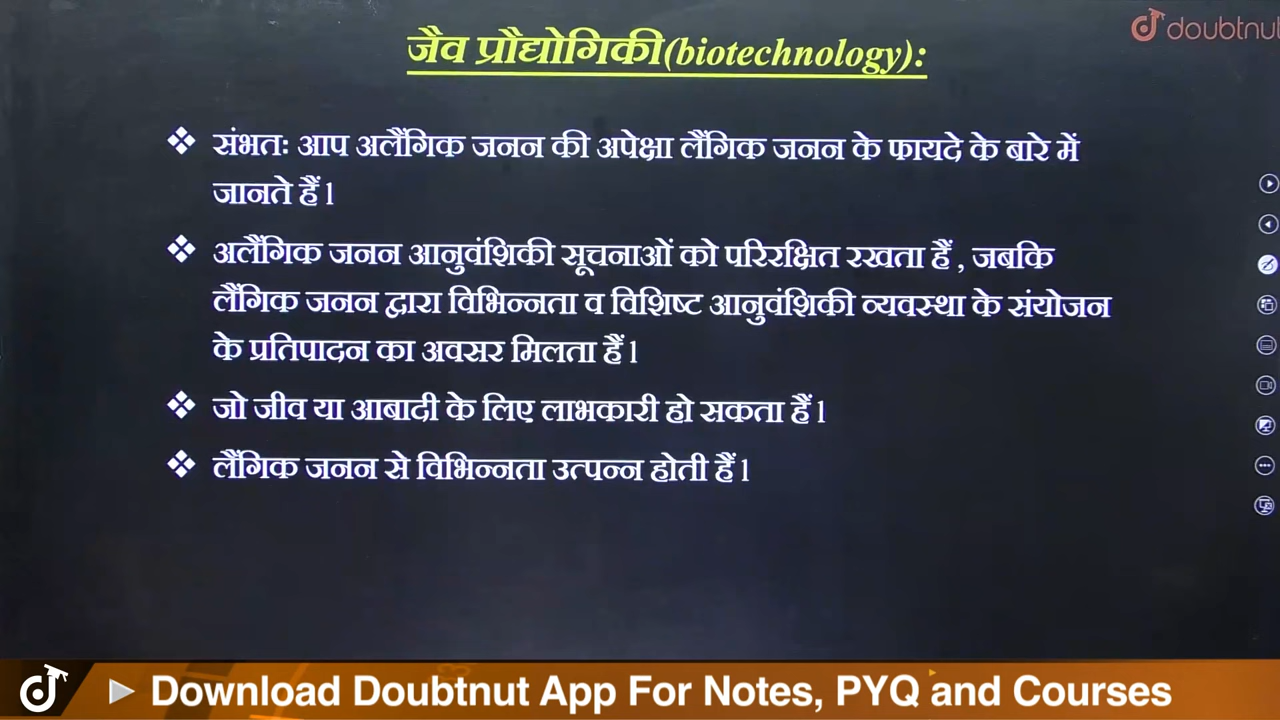 जैव प्रौद्योगिकी(biotechnology):
doubtnut
❖ संभतः आप अलैंगिक जनन की अपेक्षा लैंगिक जनन के फायदे के बारे में
जानते हैं।
❖ अलैंगिक जनन आनुवंशिकी सूचनाओं को परिरक्षित रखता हैं , जबकि
लैंगिक जनन द्वारा विभिन्नता व विशिष्ट आनुवंशिकी व्यवस्था के संयोजन
के प्रतिपादन का अवसर मिलता हैं।
❖ जो जीव या आबादी के लिए लाभकारी हो सकता हैं।
❖ लैंगिक जनन से विभिन्नता उत्पन्न होती हैं।
Download Doubtnut App For Notes, PYQ and Courses